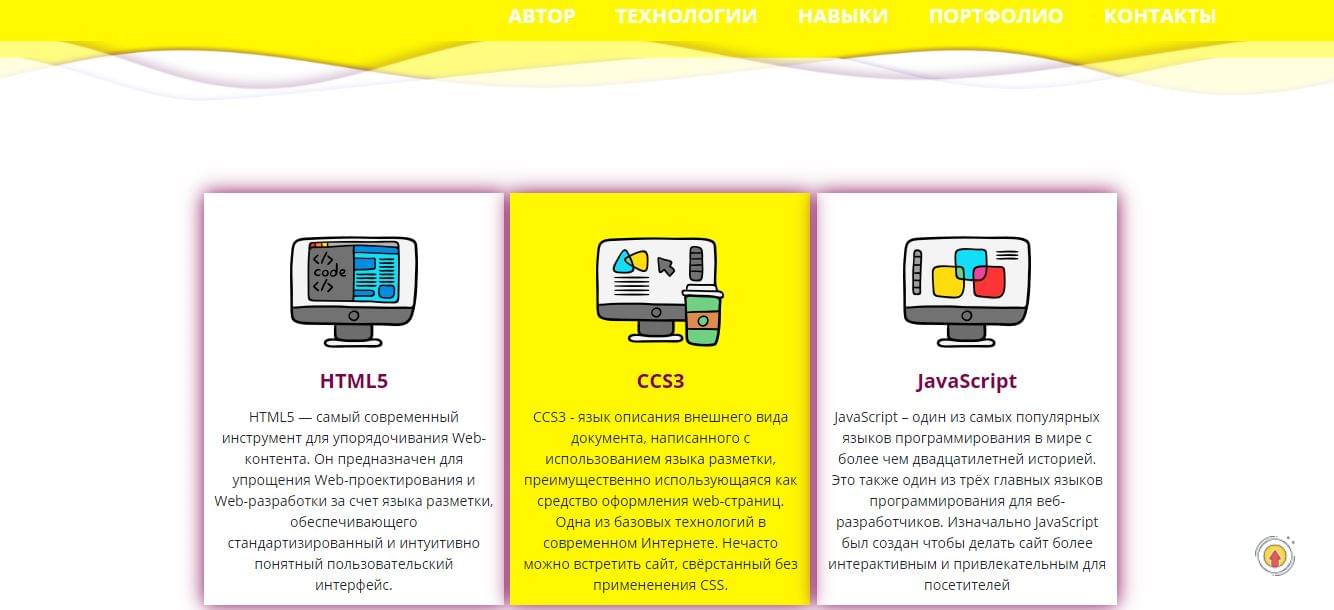 АВТОР ТЕХНОЛОГИИ НАВЫКИ ПОРТФОЛИО КОНТАКТЫ
</>
code
</>
HTML5
HTML5 — самый современный
инструмент для упорядочивания Web-
контента. Он предназначен для
упрощения Web-проектирования и
Web-разработки за счет языка разметки,
обеспечивающего
стандартизированный и интуитивно
понятный пользовательский
интерфейс.
CCS3
CCS3 - язык описания внешнего вида
документа, написанного с
использованием языка разметки,
преимущественно использующаяся как
средство оформления web-страниц.
Одна из базовых технологий в
современном Интернете. Нечасто
можно встретить сайт, свёрстанный без
примененения CSS.
JavaScript
JavaScript – один из самых популярных
языков программирования в мире с
более чем двадцатилетней историей.
Это также один из трёх главных языков
программирования для веб-
разработчиков. Изначально JavaScript
был создан чтобы делать сайт более
интерактивным и привлекательным для
посетителей